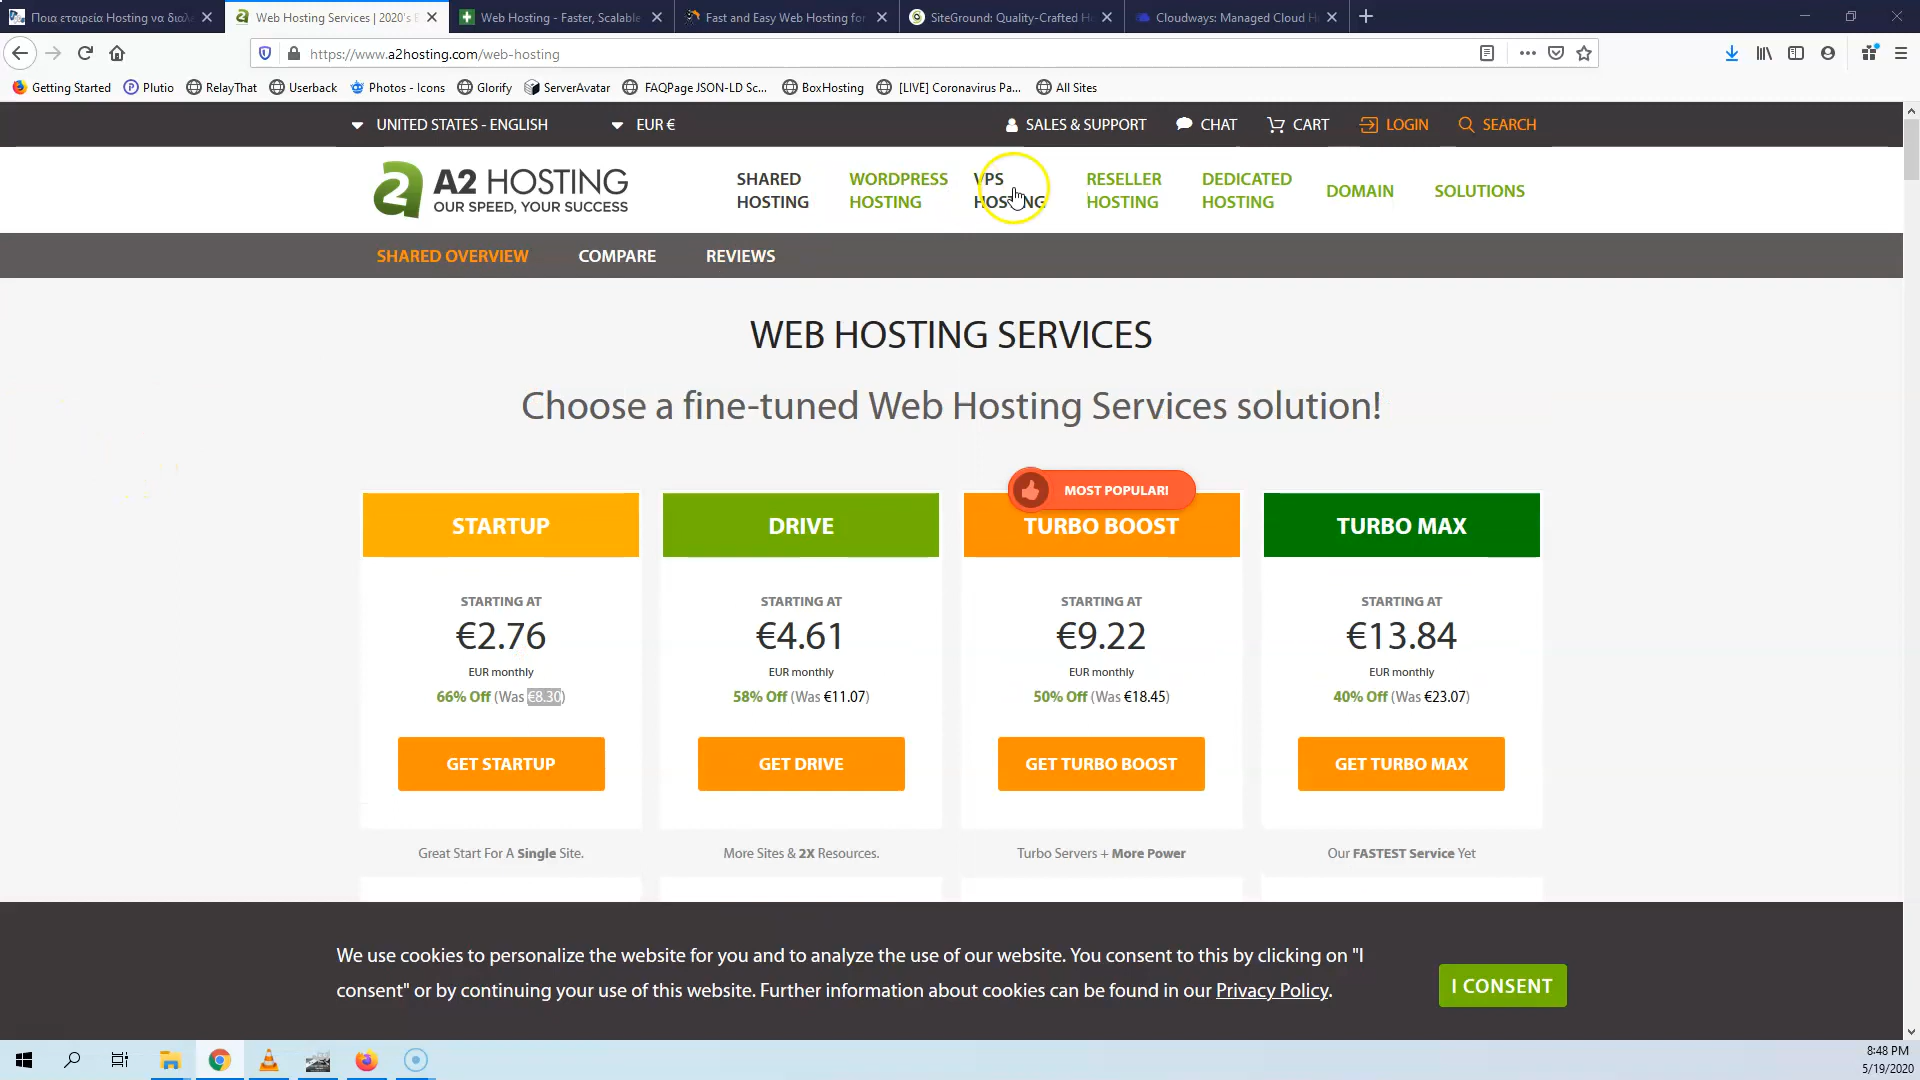 Ποια εταιρεία Hosting να διαλε
Web Hosting Services | 2020's B
Web Hosting - Faster, Scalable
Fast and Easy Web Hosting for
SiteGround: Quality-Crafted H
Cloudways: Managed Cloud H
https://www.a2hosting.com/web-hosting
Getting Started
Plutio
RelayThat
Userback
Photos - Icons
Glorify
ServerAvatar
FAQPage JSON-LD Sc...
BoxHosting
[LIVE] Coronavirus Pa...
All Sites
UNITED STATES - ENGLISH
EUR €
SALES & SUPPORT
CHAT
CART
LOGIN
SEARCH
A2 HOSTING
OUR SPEED, YOUR SUCCESS
SHARED
HOSTING
WORDPRESS
HOSTING
VPS
HOSTING
RESELLER
HOSTING
DEDICATED
HOSTING
DOMAIN
SOLUTIONS
SHARED OVERVIEW
COMPARE
REVIEWS
WEB HOSTING SERVICES
Choose a fine-tuned Web Hosting Services solution!
MOST POPULAR!
STARTUP
STARTING AT
€2.76
EUR monthly
66% Off (Was €8.30)
GET STARTUP
Great Start For A Single Site.
DRIVE
STARTING AT
€4.61
EUR monthly
58% Off (Was €11.07)
GET DRIVE
More Sites & 2X Resources.
TURBO BOOST
STARTING AT
€9.22
EUR monthly
50% Off (Was €18.45)
GET TURBO BOOST
Turbo Servers + More Power
TURBO MAX
STARTING AT
€13.84
EUR monthly
40% Off (Was €23.07)
GET TURBO MAX
Our FASTEST Service Yet
We use cookies to personalize the website for you and to analyze the use of our website. You consent to this by clicking on "I
consent" or by continuing your use of this website. Further information about cookies can be found in our Privacy Policy.
I CONSENT
8:48 PM
5/19/2020